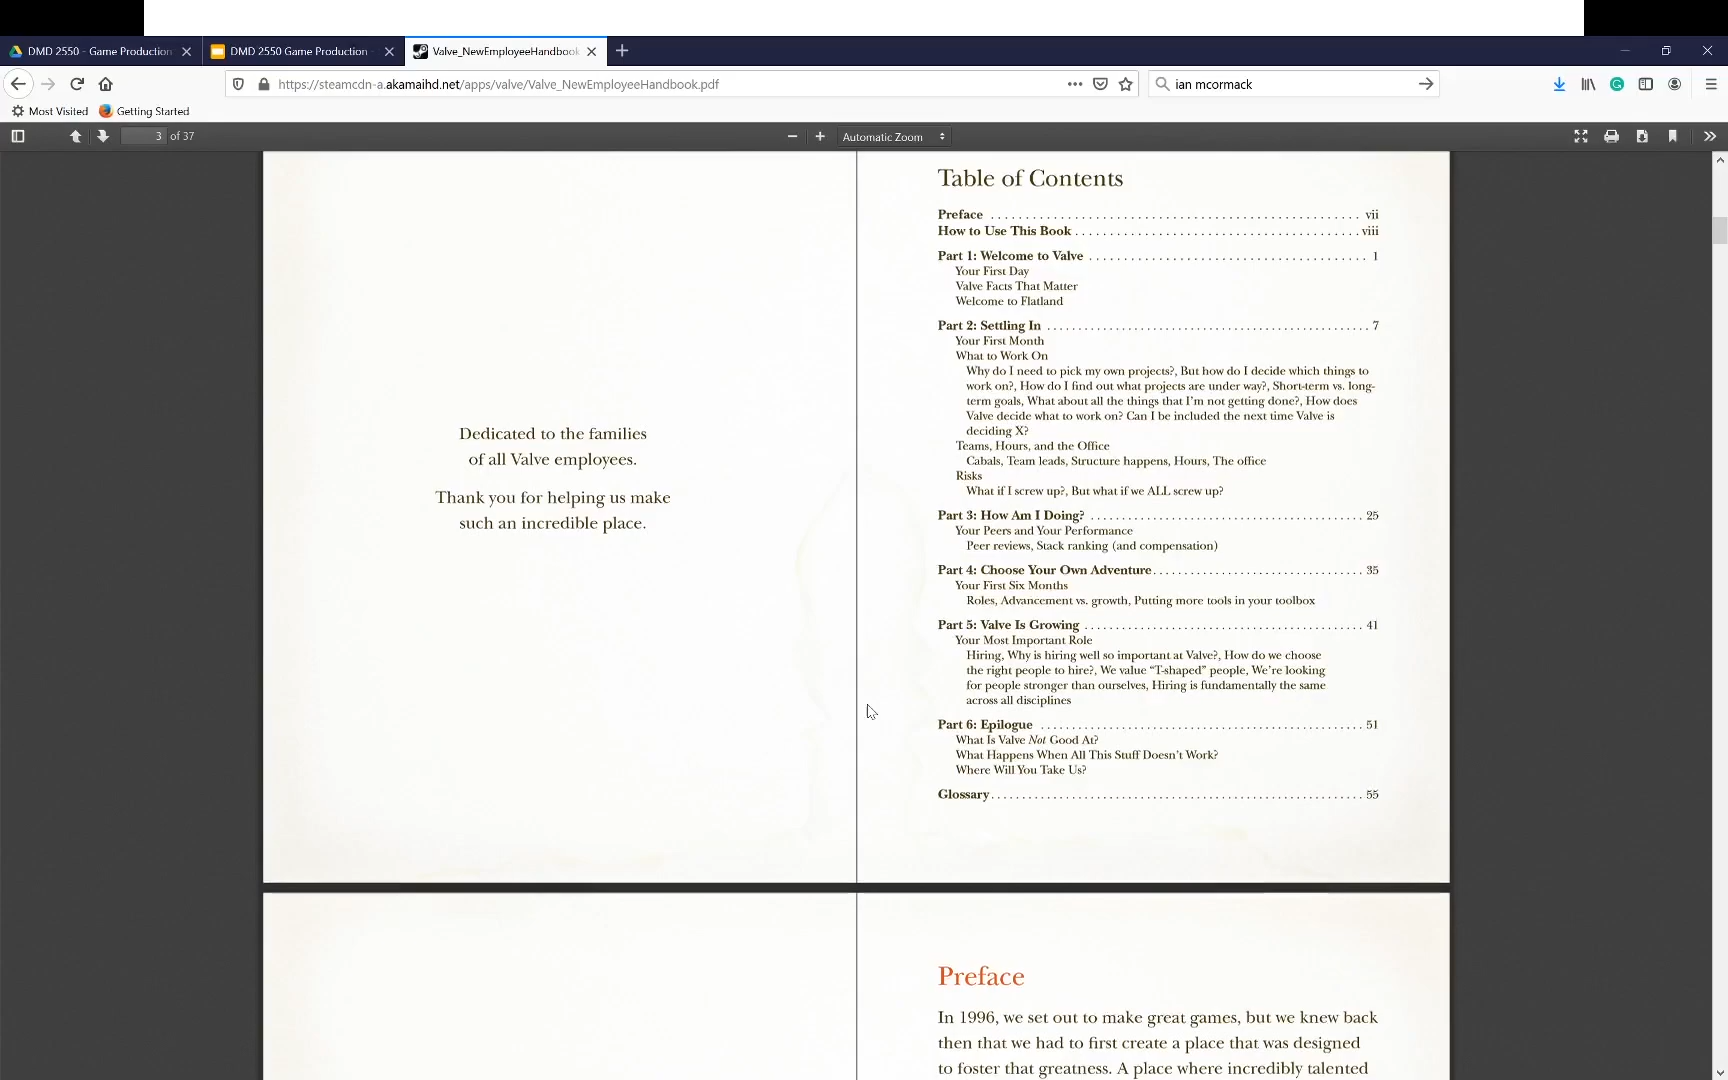 DMD 2550 - Game Production
DMD 2550 Game Production -
Valve_NewEmployeeHandbook
https://steamcdn-a.akamaihd.net/apps/valve/Valve_NewEmployeeHandbook.pdf
ian mcormack
Most Visited
Getting Started
3 of 37
Automatic Zoom
Dedicated to the families
of all Valve employees.
Thank you for helping us make
such an incredible place.
Table of Contents
Preface . . . . . . . . . . . . . . . . . . . . vii
How to Use This Book . . . . . . . . . . . . . . . . . . . . viii
Part 1: Welcome to Valve . . . . . . . . . . . . . . . . . . . . 1
Your First Day
Valve Facts That Matter
Welcome to Flatland
Part 2: Settling In . . . . . . . . . . . . . . . . . . . . 7
Your First Month
What to Work On
Why do I need to pick my own projects?, But how do I decide which things to
work on?, How do I find out what projects are under way?, Short-term vs. long-
term goals, What about all the things that I'm not getting done?, How does
Valve decide what to work on? Can I be included the next time Valve is
deciding X?
Teams, Hours, and the Office
Cabals, Team leads, Structure happens, Hours, The office
Risks
What if I screw up?, But what if we ALL screw up?
Part 3: How Am I Doing? . . . . . . . . . . . . . . . . . . . . 25
Your Peers and Your Performance
Peer reviews, Stack ranking (and compensation)
Part 4: Choose Your Own Adventure . . . . . . . . . . . . . . . . . . . . 35
Your First Six Months
Roles, Advancement vs. growth, Putting more tools in your toolbox
Part 5: Valve Is Growing . . . . . . . . . . . . . . . . . . . . 41
Your Most Important Role
Hiring, Why is hiring well so important at Valve?, How do we choose
the right people to hire?, We value “T-shaped” people, We're looking
for people stronger than ourselves, Hiring is fundamentally the same
across all disciplines
Part 6: Epilogue . . . . . . . . . . . . . . . . . . . . 51
What Is Valve Not Good At?
What Happens When All This Stuff Doesn't Work?
Where Will You Take Us?
Glossary . . . . . . . . . . . . . . . . . . . . 55
Preface
In 1996, we set out to make great games, but we knew back
then that we had to first create a place that was designed
to foster that greatness. A place where incredibly talented